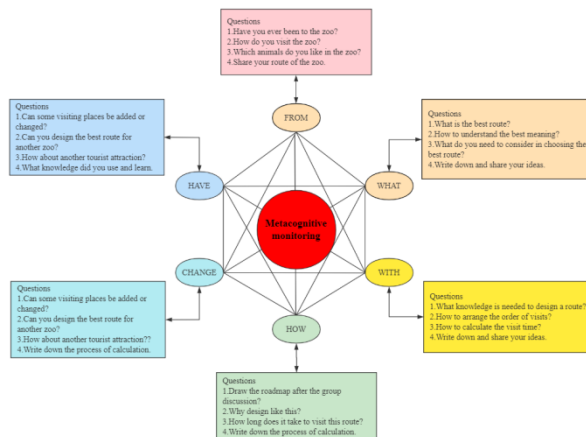 Questions
1.Have you ever been to the zoo?
2.How do you visit the zoo?
3.Which animals do you like in the zoo?
4.Share your route of the zoo.
FROM
Questions
1.Can some visiting places be added or
changed?
2.Can you design the best route for
another zoo?
3.How about another tourist attraction?
4.What knowledge did you use and learn.
HAVE
Questions
1.What is the best route?
2.How to understand the best meaning?
3.What do you need to consider in choosing the
best route?
4.Write down and share your ideas.
WHAT
Metacognitive
monitoring
CHANGE
Questions
1.Can some visiting places be added or
changed?
2.Can you design the best route for
another zoo?
3.How about another tourist attraction??
4.Write down the process of calculation.
WITH
Questions
1.What knowledge is needed to design a route?
2.How to arrange the order of visits?
3.How to calculate the visit time?
4.Write down and share your ideas.
HOW
Questions
1.Draw the roadmap after the group
discussion?
2.Why design like this?
3.How long does it take to visit this route?
4.Write down the process of calculation.